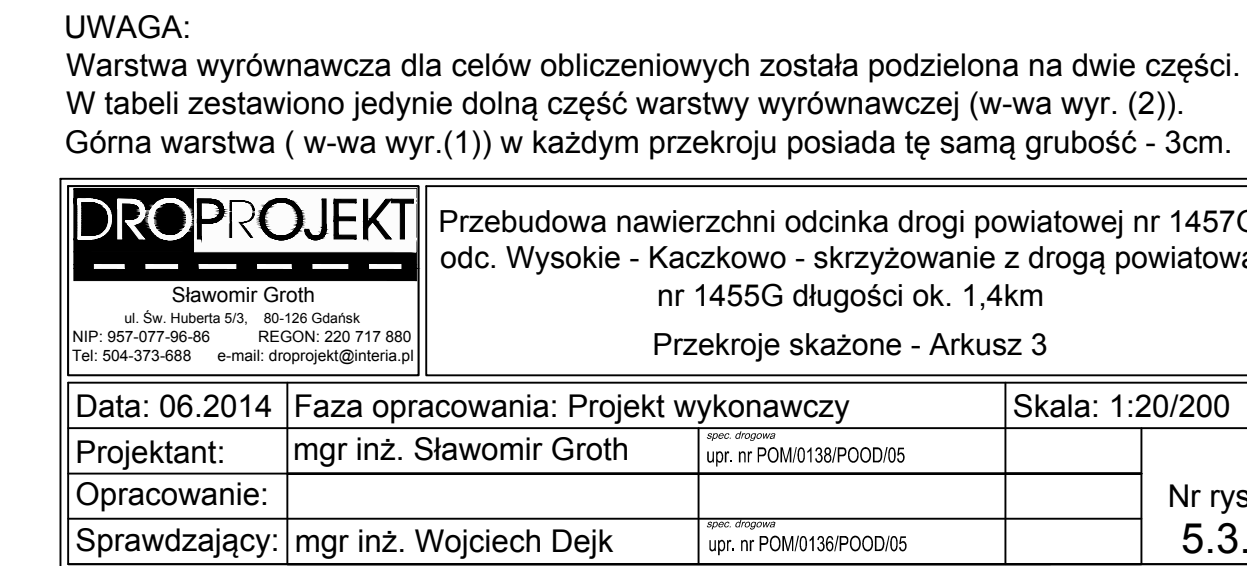 UWAGA:
Warstwa wyrównawcza dla celów obliczeniowych została podzielona na dwie części.
W tabeli zestawiono jedynie dolną część warstwy wyrównawczej (w-wa wyr. (2)).
Górna warstwa ( w-wa wyr.(1)) w każdym przekroju posiada tę samą grubość - 3cm.
DROPROJEKT
Sławomir Groth
ul. Św. Huberta 5/3, 80-126 Gdańsk
NIP: 957-077-96-86 REGON: 220 717 880
Tel: 504-373-688 e-mail: droprojekt@interia.pl
Przebudowa nawierzchni odcinka drogi powiatowej nr 1457G
odc. Wysokie - Kaczkowo - skrzyżowanie z drogą powiatową
nr 1455G długości ok. 1,4km
Przekroje skażone - Arkusz 3
Data: 06.2014 Faza opracowania: Projekt wykonawczy Skala: 1:20/200
Projektant: mgr inż. Sławomir Groth spec. drogowa
upr. nr POM/0138/POOD/05
Opracowanie: Nr rys
Sprawdzający: mgr inż. Wojciech Dejk spec. drogowa
upr. nr POM/0136/POOD/05
5.3.